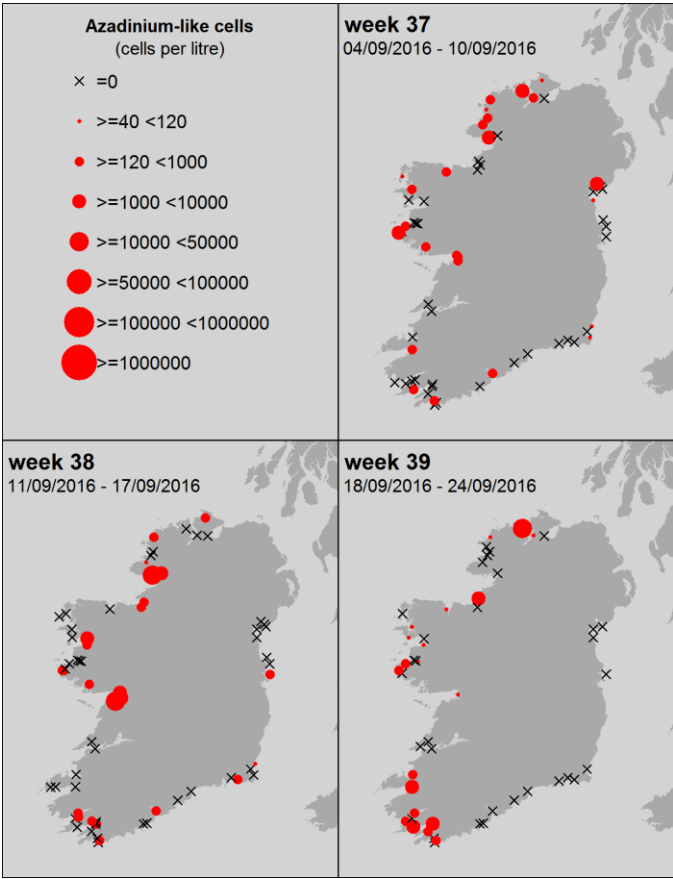 Azadinium-like cells
(cells per litre)
=0
>=40 <120
>=120 <1000
>=1000 <10000
>=10000 <50000
>=50000 <100000
>=100000 <1000000
>=1000000
week 37
04/09/2016 - 10/09/2016
week 38
11/09/2016 - 17/09/2016
week 39
18/09/2016 - 24/09/2016